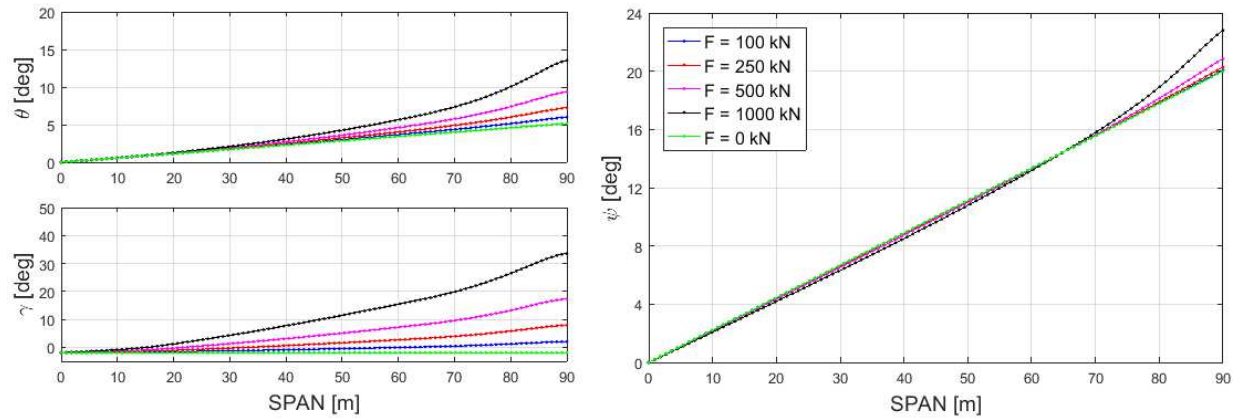 θ [deg]
20
15
10
5
0
0 10 20 30 40 50 60 70 80 90
γ [deg]
50
40
30
20
10
0
0 10 20 30 40 50 60 70 80 90
SPAN [m]
ψ [deg]
24
20
16
12
8
4
0
F = 100 kN
F = 250 kN
F = 500 kN
F = 1000 kN
F = 0 kN
0 10 20 30 40 50 60 70 80 90
SPAN [m]